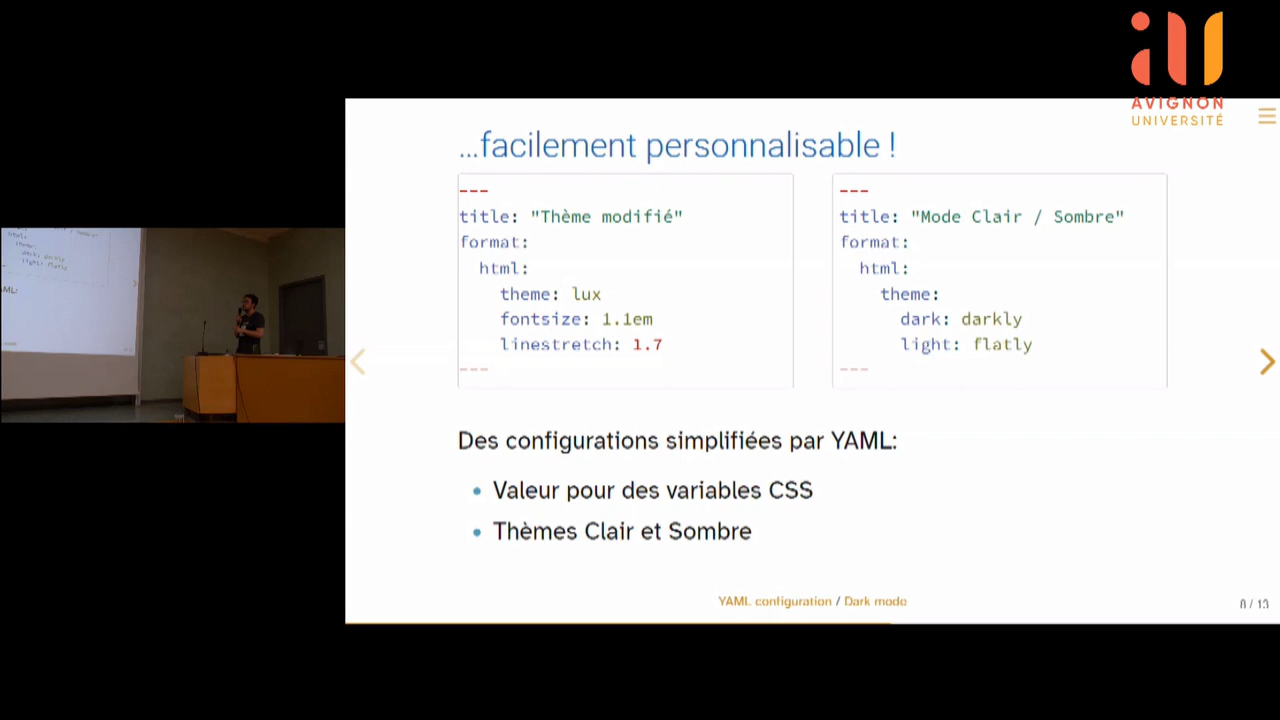 AVIGNON
UNIVERSITÉ
...facilement personnalisable !
---
title: "Thème modifié"
format:
  html:
    theme: lux
    fontsize: 1.1em
    linestretch: 1.7
---
---
title: "Mode Clair / Sombre"
format:
  html:
    theme:
      dark: darkly
      light: flatly
---
Des configurations simplifiées par YAML:
• Valeur pour des variables CSS
• Thèmes Clair et Sombre
YAML configuration / Dark mode
8 / 13